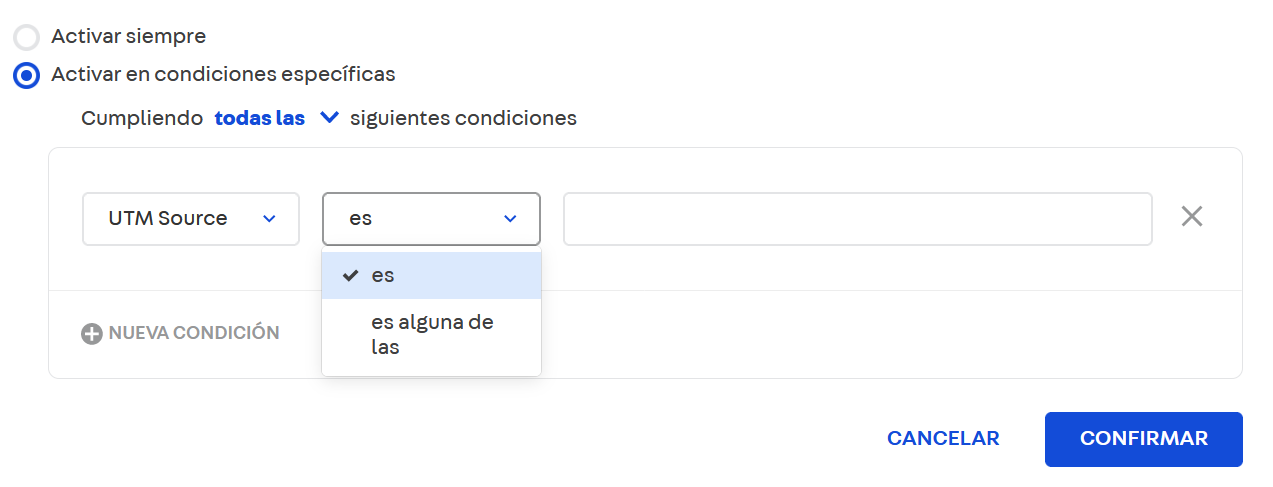 Activar siempre
Activar en condiciones específicas
Cumpliendo todas las siguientes condiciones
UTM Source es
es
es alguna de
las
NUEVA CONDICIÓN
CANCELAR CONFIRMAR